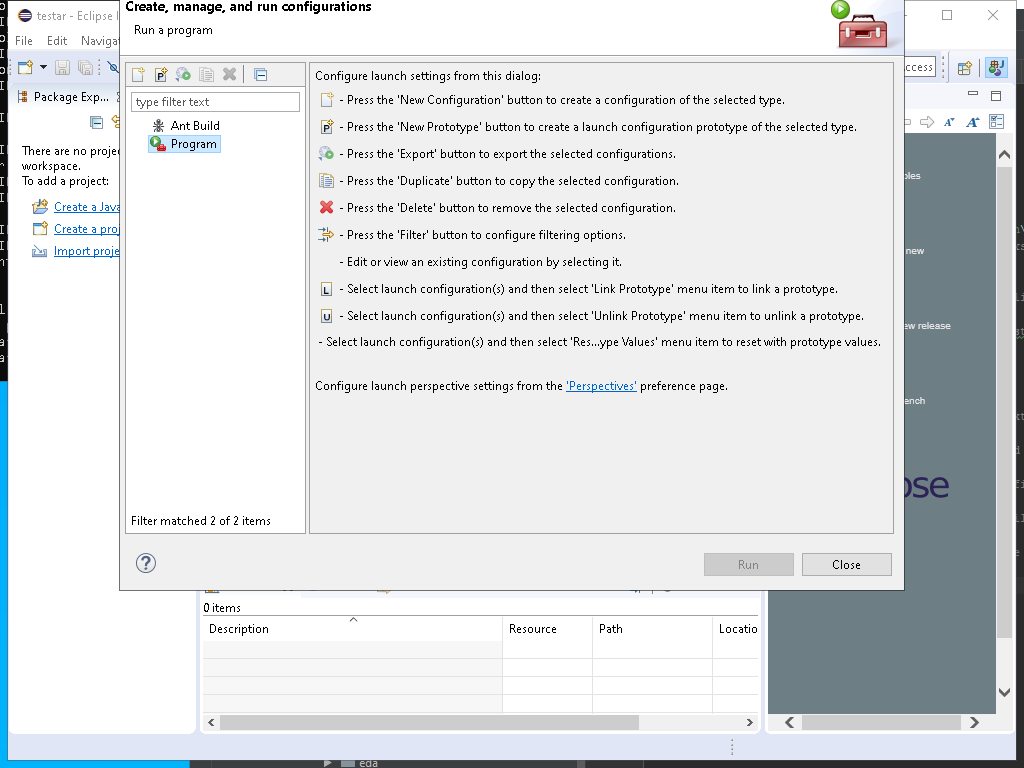 Create, manage, and run configurations
testar - Eclipse I
Run a program
File Edit Navigat
Package Exp...
type filter text
Ant Build
Program
There are no projec
workspace.
To add a project:
Create a Java
Create a proj
Import proje
Filter matched 2 of 2 items
Configure launch settings from this dialog:
- Press the 'New Configuration' button to create a configuration of the selected type.
P - Press the 'New Prototype' button to create a launch configuration prototype of the selected type.
- Press the 'Export' button to export the selected configurations.
- Press the 'Duplicate' button to copy the selected configuration.
- Press the 'Delete' button to remove the selected configuration.
- Press the 'Filter' button to configure filtering options.
- Edit or view an existing configuration by selecting it.
L - Select launch configuration(s) and then select 'Link Prototype' menu item to link a prototype.
U - Select launch configuration(s) and then select 'Unlink Prototype' menu item to unlink a prototype.
- Select launch configuration(s) and then select 'Res...ype Values' menu item to reset with prototype values.
Configure launch perspective settings from the 'Perspectives' preference page.
? Run Close
ccess
A A
ples
new
ew release
ench
pse
0 items
Description Resource Path Locatio
eda